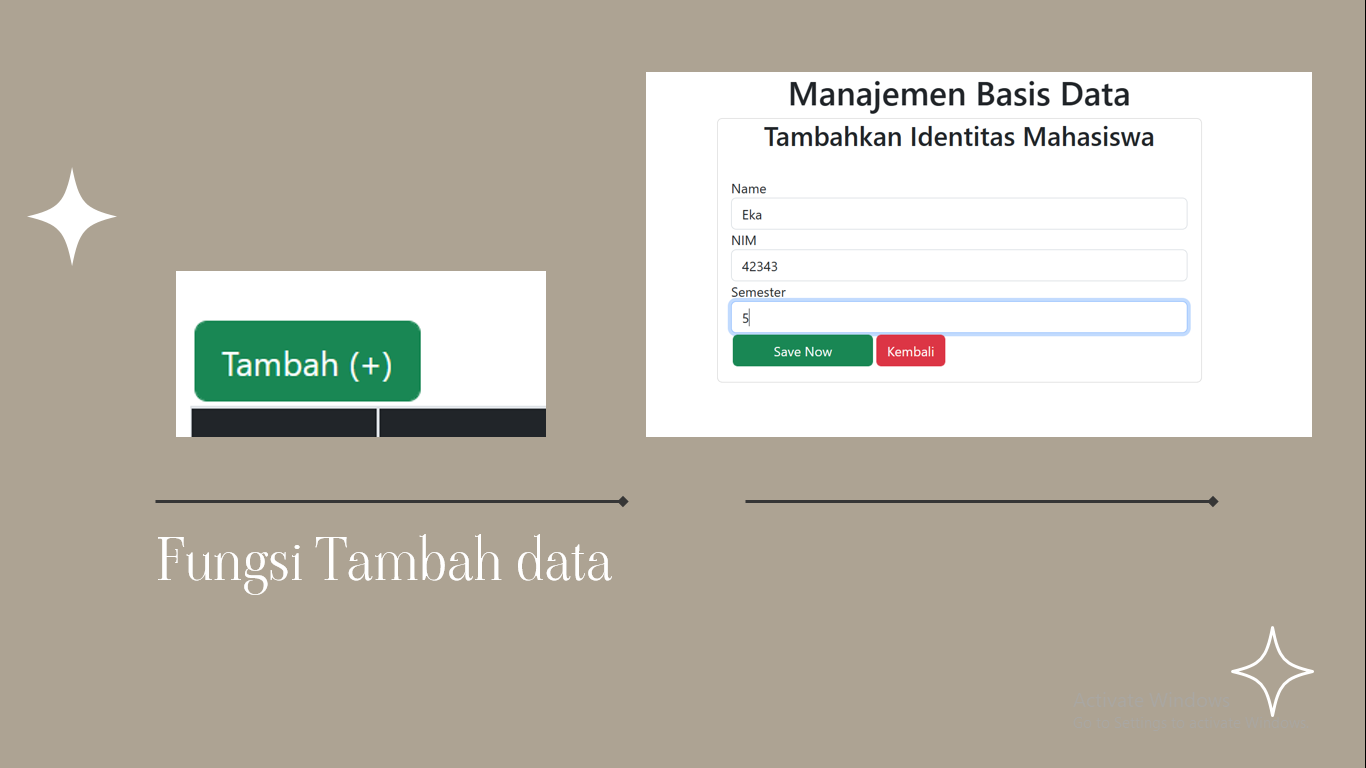 Manajemen Basis Data
Tambahkan Identitas Mahasiswa
Name
Eka
NIM
42343
Semester
5
Save Now
Kembali
Tambah (+)
Fungsi Tambah data